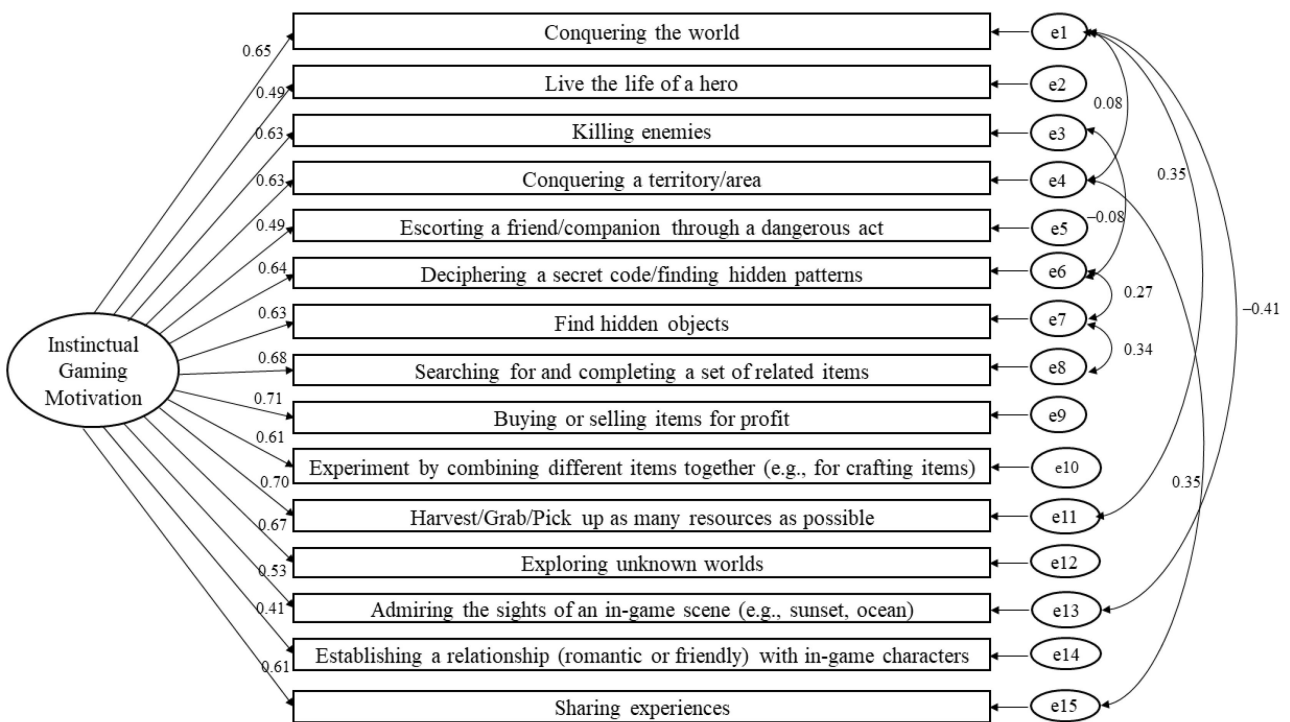 Conquering the world
e1
0.65
Live the life of a hero
e2
0.49
0.08
Killing enemies
e3
0.63
Conquering a territory/area
e4
0.63
0.35
Escorting a friend/companion through a dangerous act
e5
0.49
−0.08
Deciphering a secret code/finding hidden patterns
e6
0.64
0.27
Find hidden objects
e7
0.63
−0.41
Instinctual
Gaming
Motivation
Searching for and completing a set of related items
e8
0.68
0.34
Buying or selling items for profit
e9
0.71
Experiment by combining different items together (e.g., for crafting items)
e10
0.61
Harvest/Grab/Pick up as many resources as possible
e11
0.70
0.35
Exploring unknown worlds
e12
0.67
Admiring the sights of an in-game scene (e.g., sunset, ocean)
e13
0.53
Establishing a relationship (romantic or friendly) with in-game characters
e14
0.41
Sharing experiences
e15
0.61